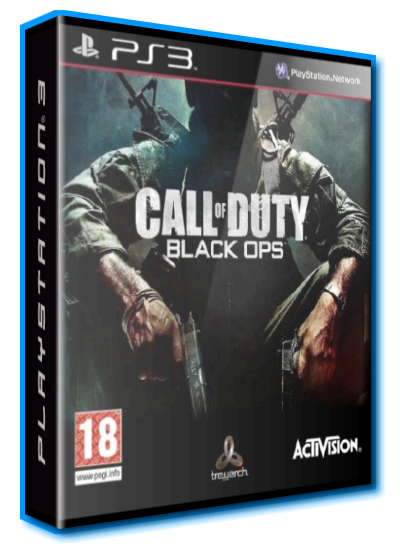 PLAYSTATION 3
PS3
PlayStation Network
CALL OF DUTY
BLACK OPS
18
www.pegi.info
treyarch
ACTIVISION.